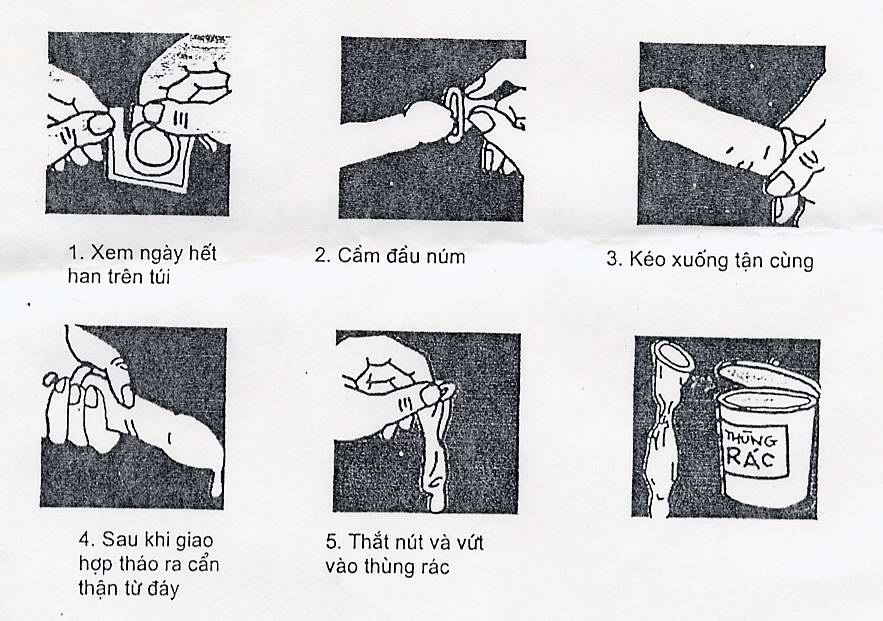 1. Xem ngày hết
han trên túi
2. Cầm đầu núm
3. Kéo xuống tận cùng
THÙNG
RÁC
4. Sau khi giao
hợp tháo ra cẩn
thận từ đáy
5. Thắt nút và vứt
vào thùng rác